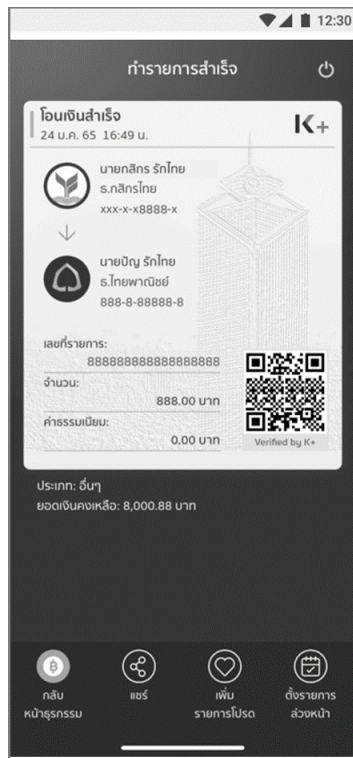 12:30
ทำรายการสำเร็จ
โอนเงินสำเร็จ
24 ม.ค. 65 16:49 น.
K+
นายกสิกร รักไทย
ธ.กสิกรไทย
xxx-x-x8888-x
นายปัญ รักไทย
ธ.ไทยพาณิชย์
888-8-88888-8
เลขที่รายการ:
888888888888888888
จำนวน:
888.00 บาท
ค่าธรรมเนียม:
0.00 บาท
Verified by K+
ประเภท: อื่นๆ
ยอดเงินคงเหลือ: 8,000.88 บาท
กลับ
หน้าธุรกรรม
แชร์
เพิ่ม
รายการโปรด
ตั้งรายการ
ล่วงหน้า